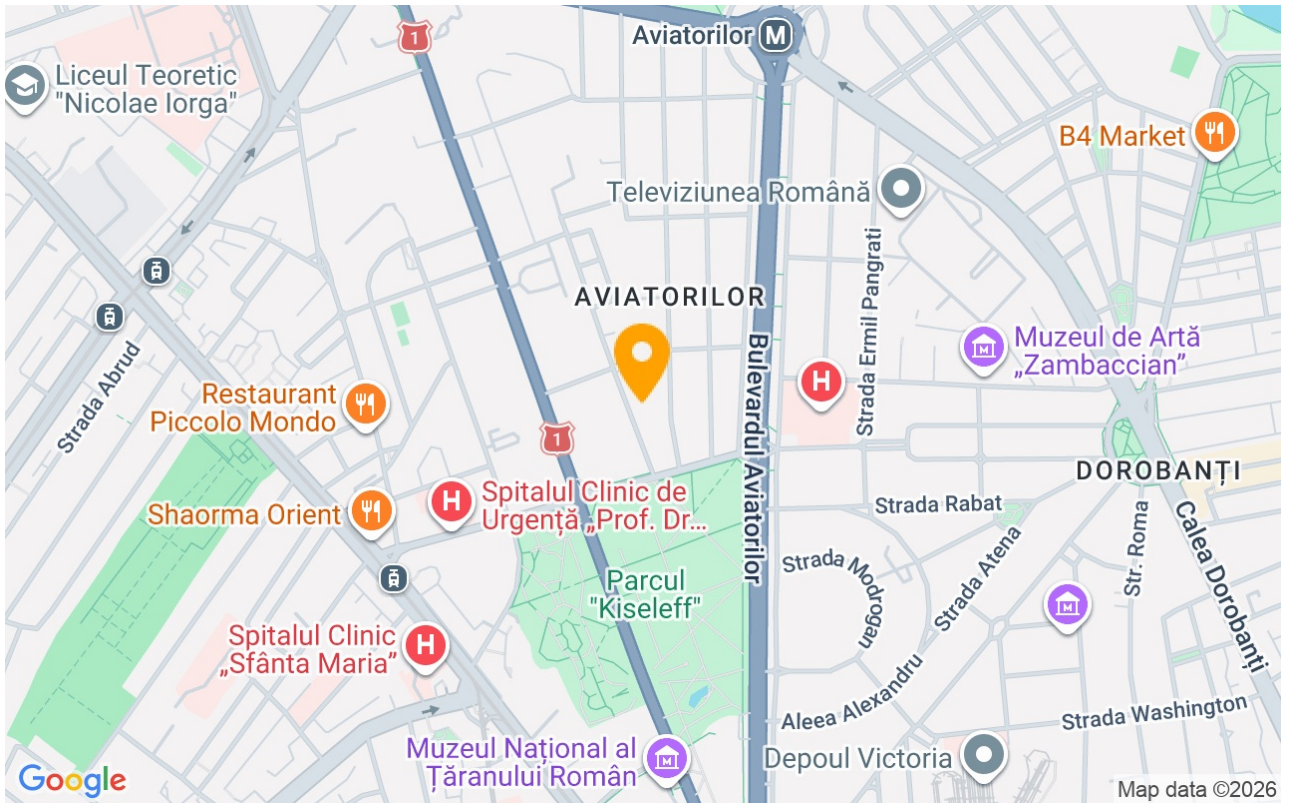 1
Aviatorilor M
Liceul Teoretic
"Nicolae Iorga"
B4 Market
Televiziunea Română
Strada Ermil Pangrati
AVIATORILOR
Bulevardul Aviatorilor
Muzeul de Artă
„Zambaccian”
H
Strada Abrud
Restaurant
Piccolo Mondo
1
DOROBANȚI
H
Spitalul Clinic de
Urgență „Prof. Dr...
Shaorma Orient
Strada Rabat
Calea Dorobanți
Str. Roma
Strada Atena
Strada Modrogan
Parcul
"Kiseleff"
M
Spitalul Clinic
„Sfânta Maria”
H
Aleea Alexandru
Strada Washington
Muzeul Național al
Țăranului Român
M
Depoul Victoria
Google
Map data ©2026